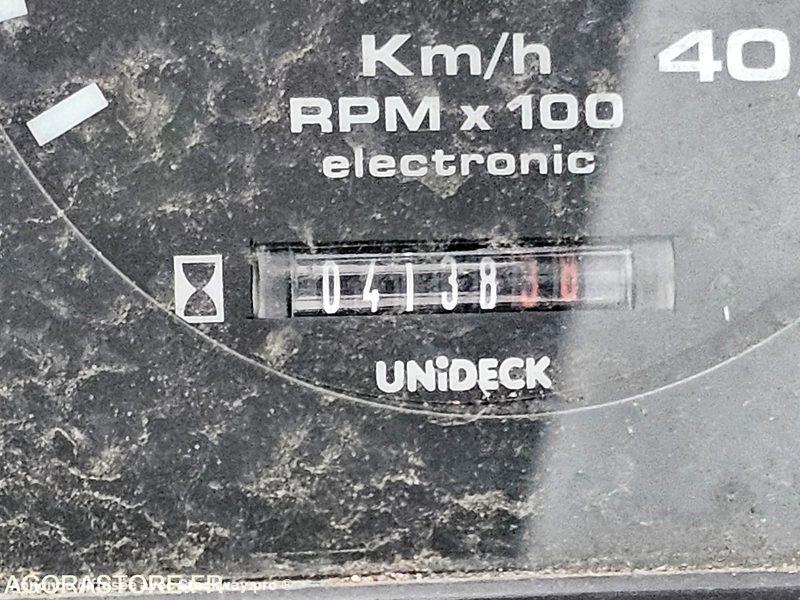 Km/h
40
RPM x 100
electronic
04138
UNiDECK
AGORASTORE.FR